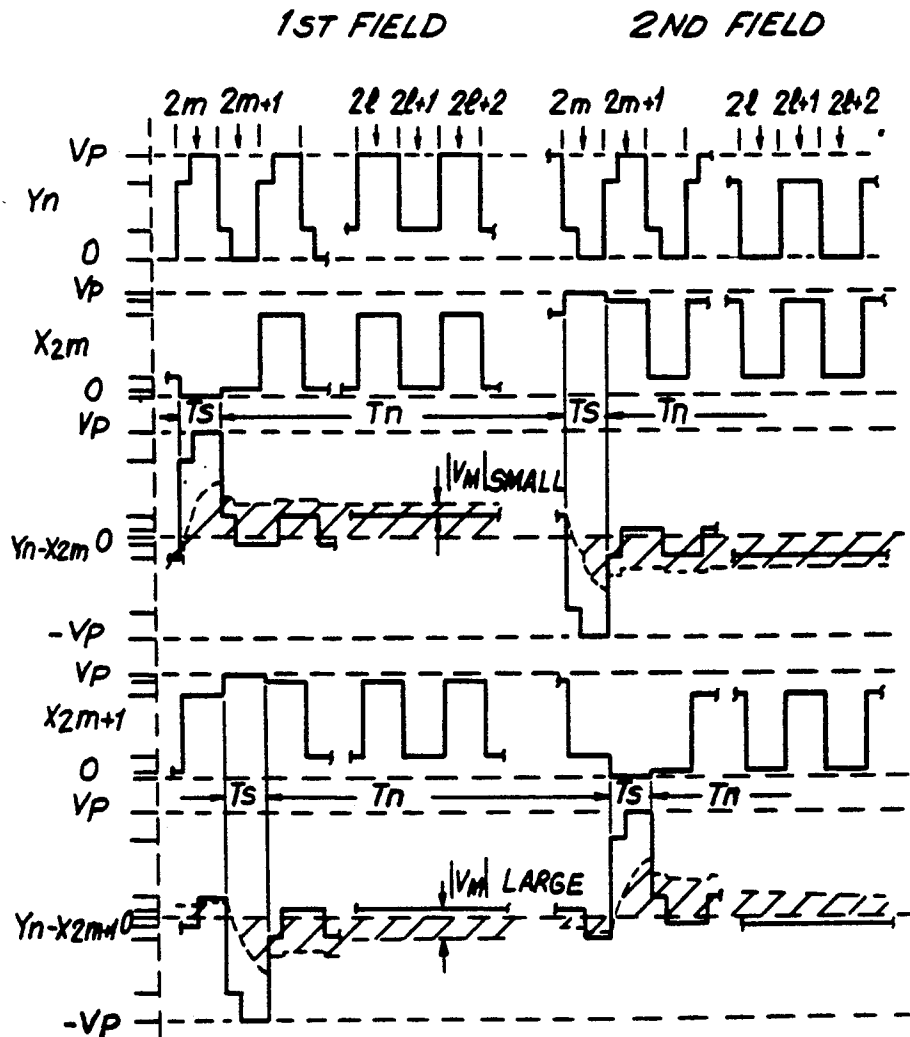 1ST FIELD 2ND FIELD
2m 2m+1 2ℓ 2ℓ+1 2ℓ+2 2m 2m+1 2ℓ 2ℓ+1 2ℓ+2
VP
Yn
0
VP
X2m
0
Ts Tn Ts Tn
VP
|VM| SMALL
Yn-X2m 0
-VP
VP
X2m+1
0
Ts Tn Ts Tn
VP
|VM| LARGE
Yn-X2m+1 0
-VP